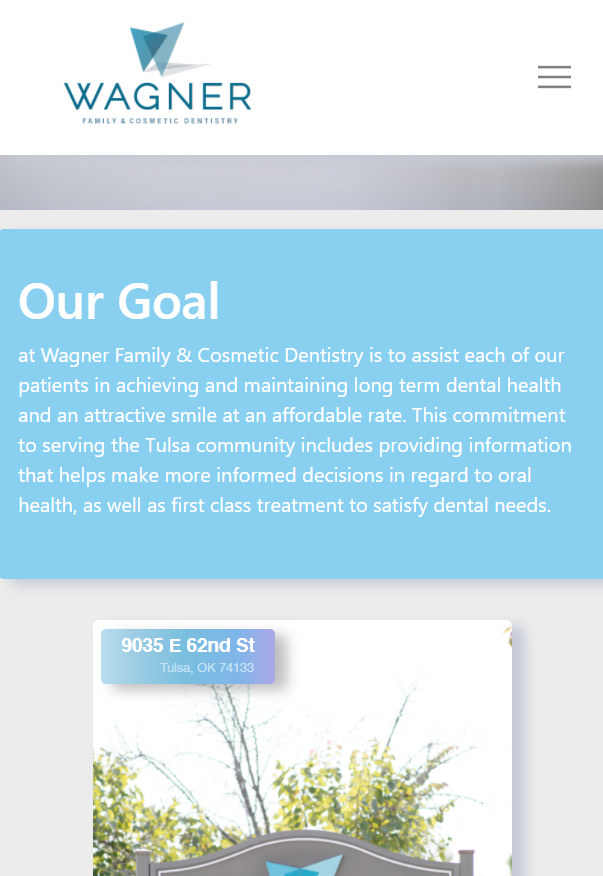 WAGNER
FAMILY & COSMETIC DENTISTRY
Our Goal
at Wagner Family & Cosmetic Dentistry is to assist each of our
patients in achieving and maintaining long term dental health
and an attractive smile at an affordable rate. This commitment
to serving the Tulsa community includes providing information
that helps make more informed decisions in regard to oral
health, as well as first class treatment to satisfy dental needs.
9035 E 62nd St
Tulsa, OK 74133